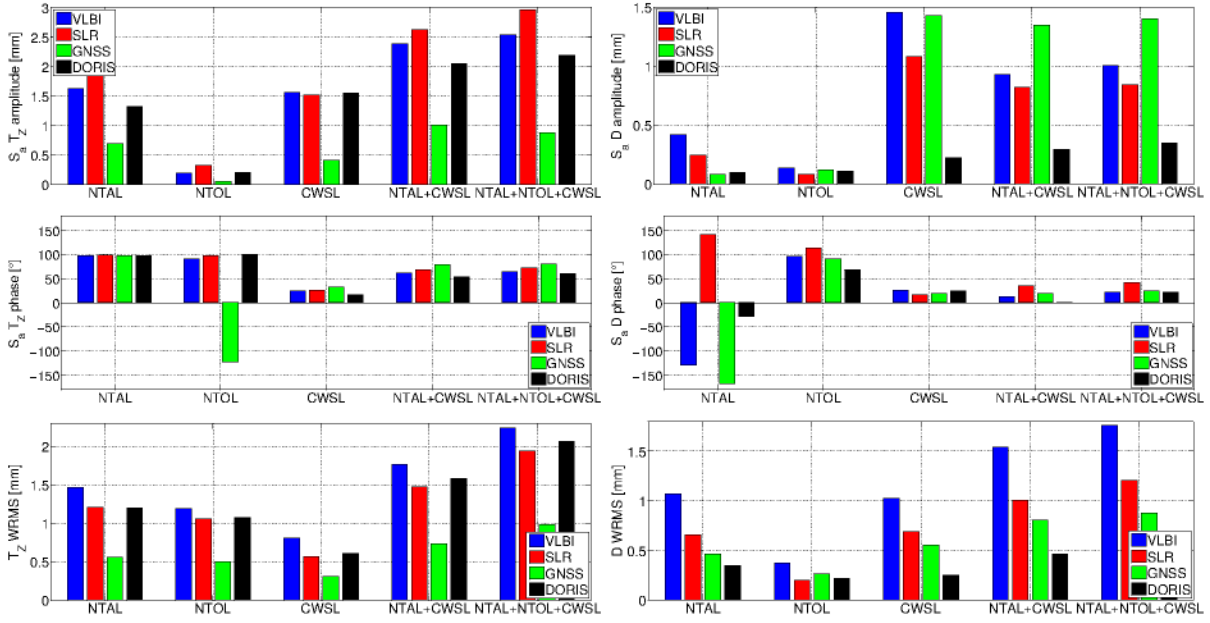 S_a T_Z amplitude [mm]
3
2.5
2
1.5
1
0.5
0
VLBI
SLR
GNSS
DORIS
NTAL NTOL CWSL NTAL+CWSL NTAL+NTOL+CWSL
S_a D amplitude [mm]
1.5
1
0.5
0
VLBI
SLR
GNSS
DORIS
NTAL NTOL CWSL NTAL+CWSL NTAL+NTOL+CWSL
S_a T_Z phase [°]
150
100
50
0
−50
−100
−150
VLBI
SLR
GNSS
DORIS
NTAL NTOL CWSL NTAL+CWSL NTAL+NTOL+CWSL
S_a D phase [°]
150
100
50
0
−50
−100
−150
VLBI
SLR
GNSS
DORIS
NTAL NTOL CWSL NTAL+CWSL NTAL+NTOL+CWSL
T_Z WRMS [mm]
2
1.5
1
0.5
0
VLBI
SLR
GNSS
DORIS
NTAL NTOL CWSL NTAL+CWSL NTAL+NTOL+CWSL
D WRMS [mm]
1.5
1
0.5
0
VLBI
SLR
GNSS
DORIS
NTAL NTOL CWSL NTAL+CWSL NTAL+NTOL+CWSL